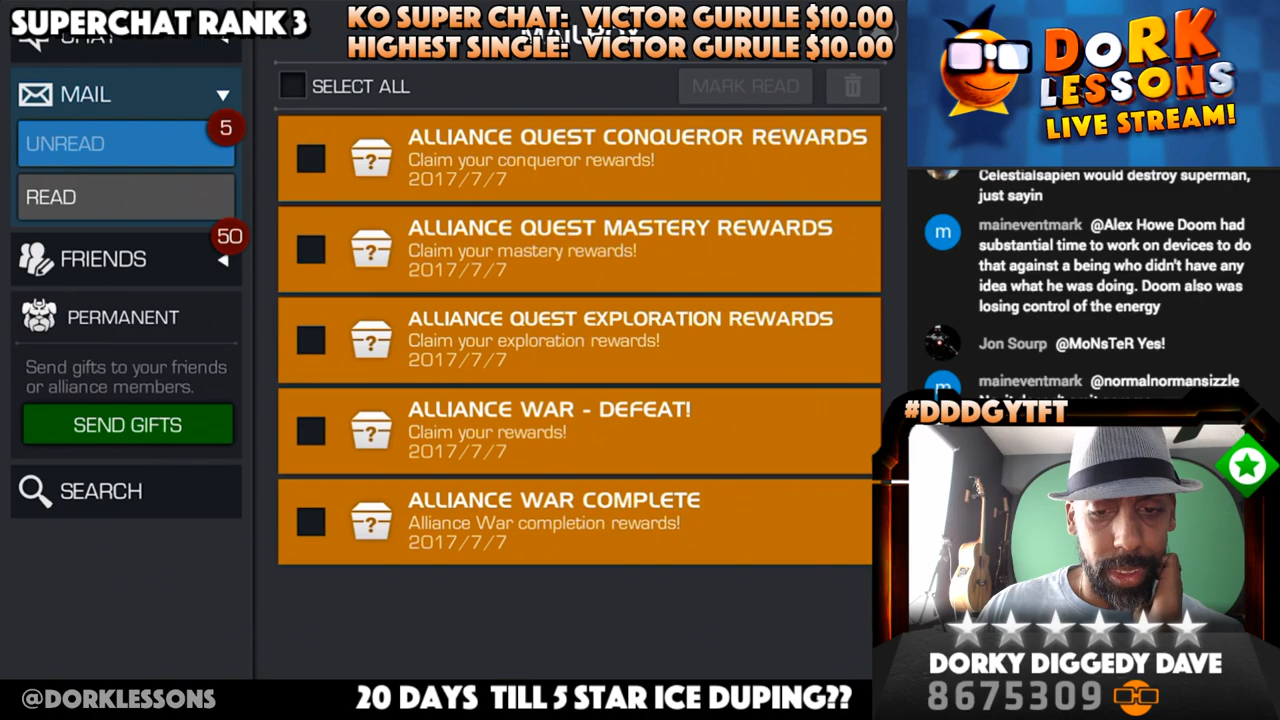 SUPERCHAT RANK 3
KO SUPER CHAT: VICTOR GURULE $10.00
HIGHEST SINGLE: VICTOR GURULE $10.00
CHAT
MAIL
5
UNREAD
READ
50
FRIENDS
PERMANENT
Send gifts to your friends
or alliance members.
SEND GIFTS
SEARCH
MAILBOX
SELECT ALL
MARK READ
ALLIANCE QUEST CONQUEROR REWARDS
Claim your conqueror rewards!
2017/7/7
ALLIANCE QUEST MASTERY REWARDS
Claim your mastery rewards!
2017/7/7
ALLIANCE QUEST EXPLORATION REWARDS
Claim your exploration rewards!
2017/7/7
ALLIANCE WAR - DEFEAT!
Claim your rewards!
2017/7/7
ALLIANCE WAR COMPLETE
Alliance War completion rewards!
2017/7/7
DORK
LESSONS
LIVE STREAM!
Celestialsapien would destroy superman,
just sayin
m
maineventmark @Alex Howe Doom had
substantial time to work on devices to do
that against a being who didn't have any
idea what he was doing. Doom also was
losing control of the energy
Jon Sourp @MoNsTeR Yes!
maineventmark @normalnormansizzle
#DDDGYTFT
DORKY DIGGEDY DAVE
8675309
@DORKLESSONS
20 DAYS TILL 5 STAR ICE DUPING??